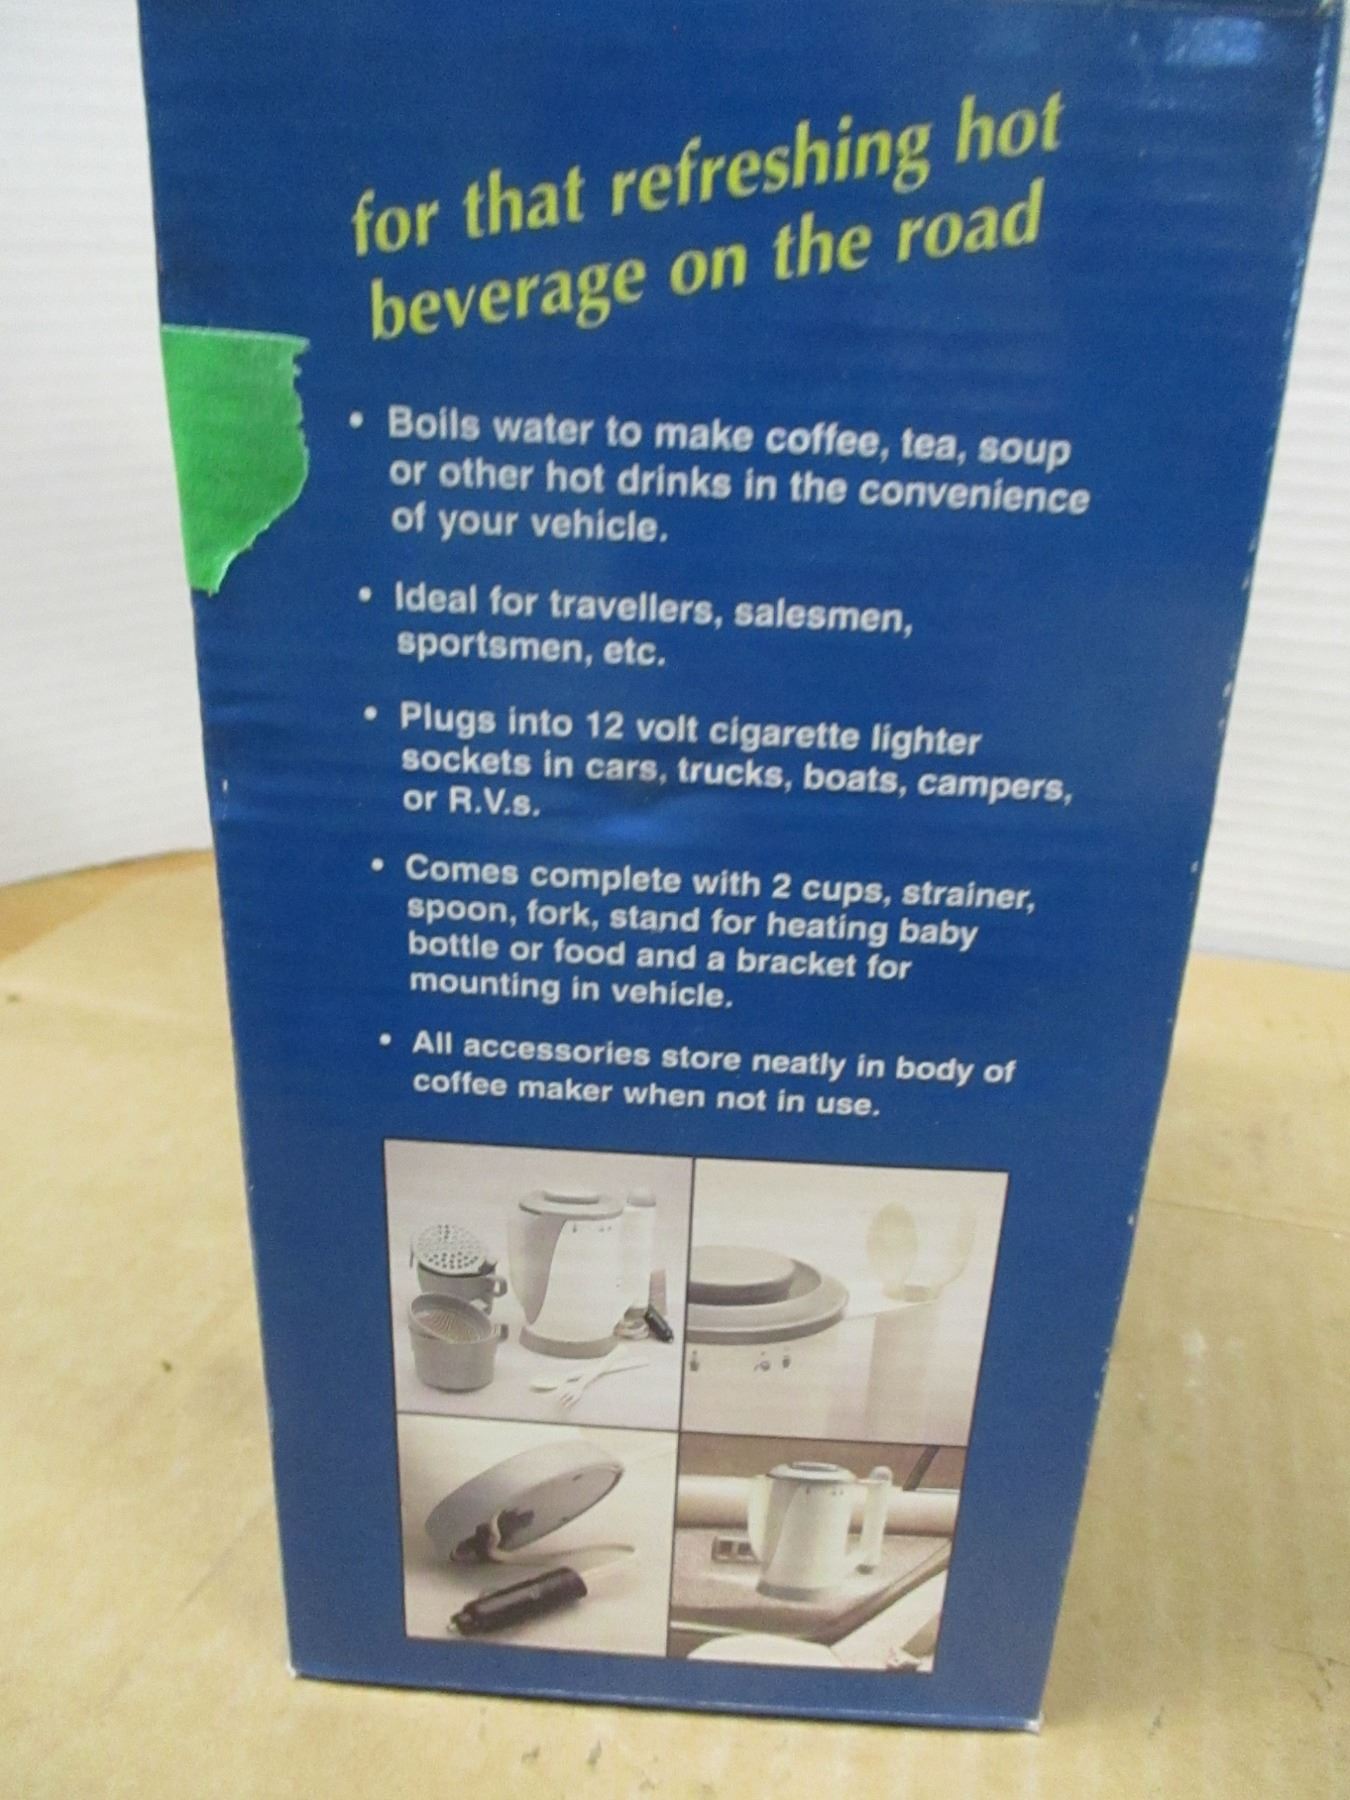 for that refreshing hot
beverage on the road
• Boils water to make coffee, tea, soup
or other hot drinks in the convenience
of your vehicle.
• Ideal for travellers, salesmen,
sportsmen, etc.
• Plugs into 12 volt cigarette lighter
sockets in cars, trucks, boats, campers,
or R.V.s.
• Comes complete with 2 cups, strainer,
spoon, fork, stand for heating baby
bottle or food and a bracket for
mounting in vehicle.
• All accessories store neatly in body of
coffee maker when not in use.